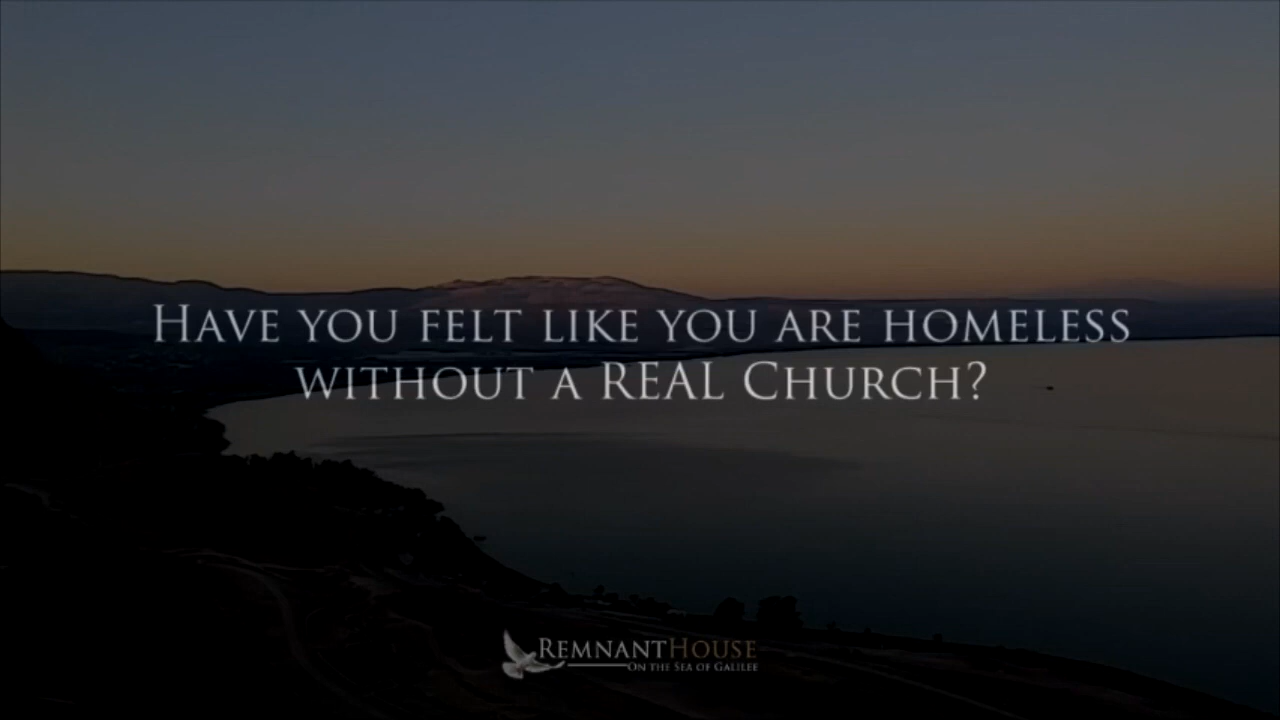 Have you felt like you are homeless
without a REAL Church?
RemnantHouse
On the Sea of Galilee